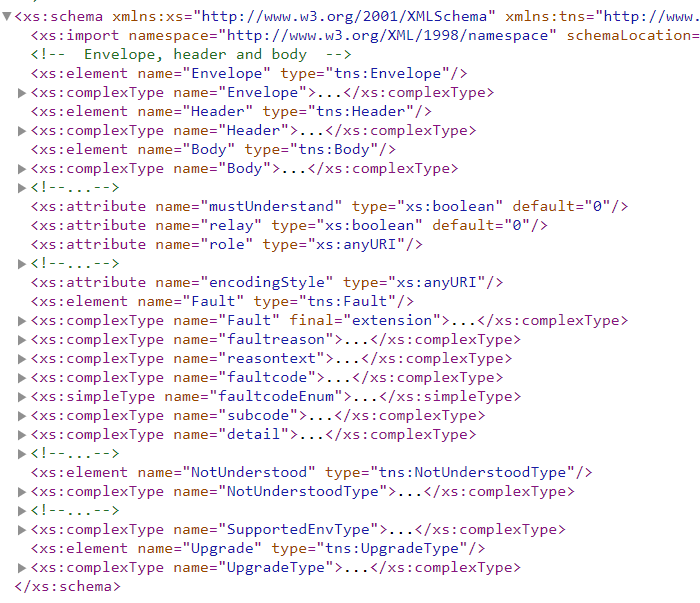 <xs:schema xmlns:xs="http://www.w3.org/2001/XMLSchema" xmlns:tns="http://www.
<xs:import namespace="http://www.w3.org/XML/1998/namespace" schemaLocation=
<!-- Envelope, header and body -->
<xs:element name="Envelope" type="tns:Envelope"/>
<xs:complexType name="Envelope">...</xs:complexType>
<xs:element name="Header" type="tns:Header"/>
<xs:complexType name="Header">...</xs:complexType>
<xs:element name="Body" type="tns:Body"/>
<xs:complexType name="Body">...</xs:complexType>
<!--...-->
<xs:attribute name="mustUnderstand" type="xs:boolean" default="0"/>
<xs:attribute name="relay" type="xs:boolean" default="0"/>
<xs:attribute name="role" type="xs:anyURI"/>
<!--...-->
<xs:attribute name="encodingStyle" type="xs:anyURI"/>
<xs:element name="Fault" type="tns:Fault"/>
<xs:complexType name="Fault" final="extension">...</xs:complexType>
<xs:complexType name="faultreason">...</xs:complexType>
<xs:complexType name="reasontext">...</xs:complexType>
<xs:complexType name="faultcode">...</xs:complexType>
<xs:simpleType name="faultcodeEnum">...</xs:simpleType>
<xs:complexType name="subcode">...</xs:complexType>
<xs:complexType name="detail">...</xs:complexType>
<!--...-->
<xs:element name="NotUnderstood" type="tns:NotUnderstoodType"/>
<xs:complexType name="NotUnderstoodType">...</xs:complexType>
<!--...-->
<xs:complexType name="SupportedEnvType">...</xs:complexType>
<xs:element name="Upgrade" type="tns:UpgradeType"/>
<xs:complexType name="UpgradeType">...</xs:complexType>
</xs:schema>